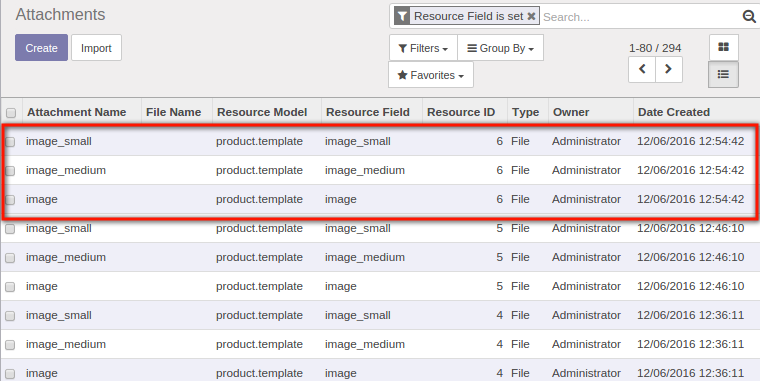 Attachments
Resource Field is set Search...
Create Import Filters Group By 1-80 / 294
Favorites
Attachment Name File Name Resource Model Resource Field Resource ID Type Owner Date Created
image_small product.template image_small 6 File Administrator 12/06/2016 12:54:42
image_medium product.template image_medium 6 File Administrator 12/06/2016 12:54:42
image product.template image 6 File Administrator 12/06/2016 12:54:42
image_small product.template image_small 5 File Administrator 12/06/2016 12:46:10
image_medium product.template image_medium 5 File Administrator 12/06/2016 12:46:10
image product.template image 5 File Administrator 12/06/2016 12:46:10
image_small product.template image_small 4 File Administrator 12/06/2016 12:36:11
image_medium product.template image_medium 4 File Administrator 12/06/2016 12:36:11
image product.template image 4 File Administrator 12/06/2016 12:36:11